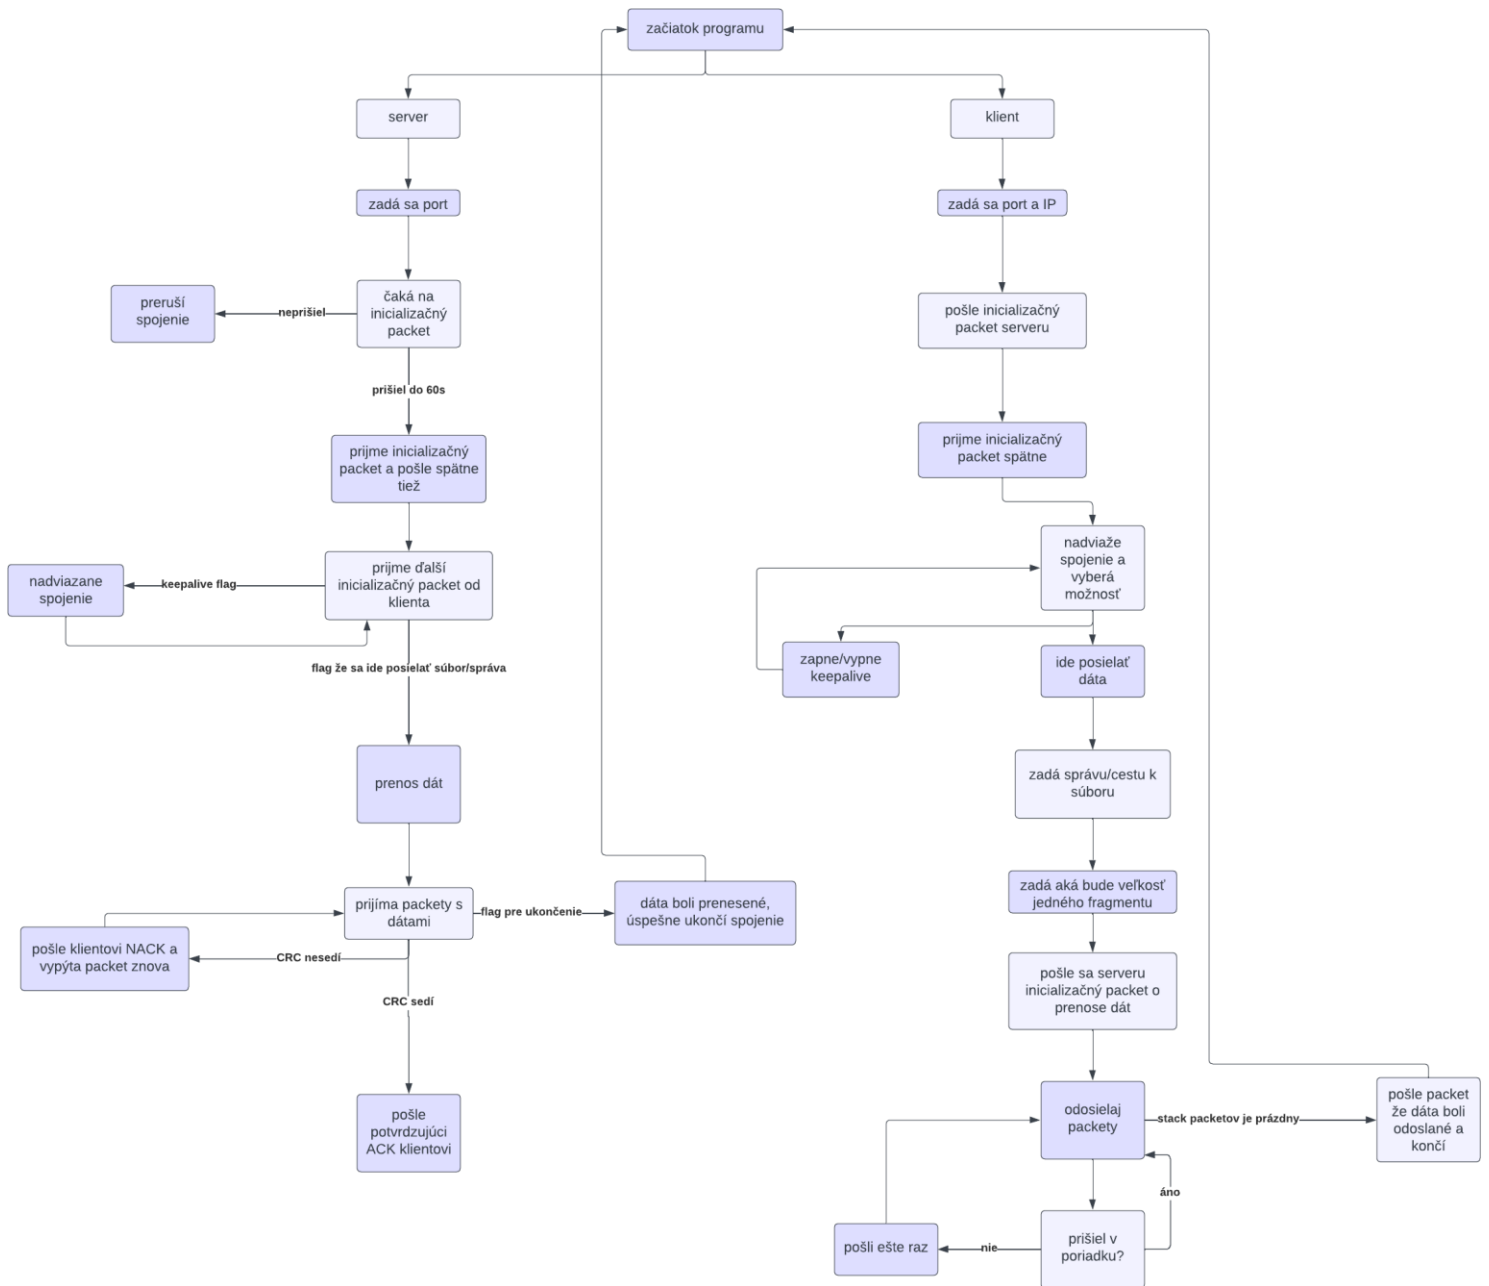 začiatok programu
server
klient
zadá sa port
zadá sa port a IP
preruší
spojenie
neprišiel
čaká na
inicializačný
packet
pošle inicializačný
packet serveru
prišiel do 60s
prijme inicializačný
packet a pošle spätne
tiež
prijme inicializačný
packet spätne
nadviazane
spojenie
keepalive flag
prijme ďalší
inicializačný packet od
klienta
nadviaže
spojenie a
vyberá
možnosť
flag že sa ide posielať súbor/správa
zapne/vypne
keepalive
ide posielať
dáta
prenos dát
zadá správu/cestu k
súboru
prijíma packety s
dátami
flag pre ukončenie
dáta boli prenesené,
úspešne ukončí spojenie
zadá aká bude veľkosť
jedného fragmentu
pošle klientovi NACK a
vypýta packet znova
CRC nesedí
CRC sedí
pošle sa serveru
inicializačný packet o
prenose dát
pošle
potvrdzujúci
ACK klientovi
odosielaj
packety
stack packetov je prázdny
pošle packet
že dáta boli
odoslané a
končí
áno
pošli ešte raz
nie
prišiel v
poriadku?